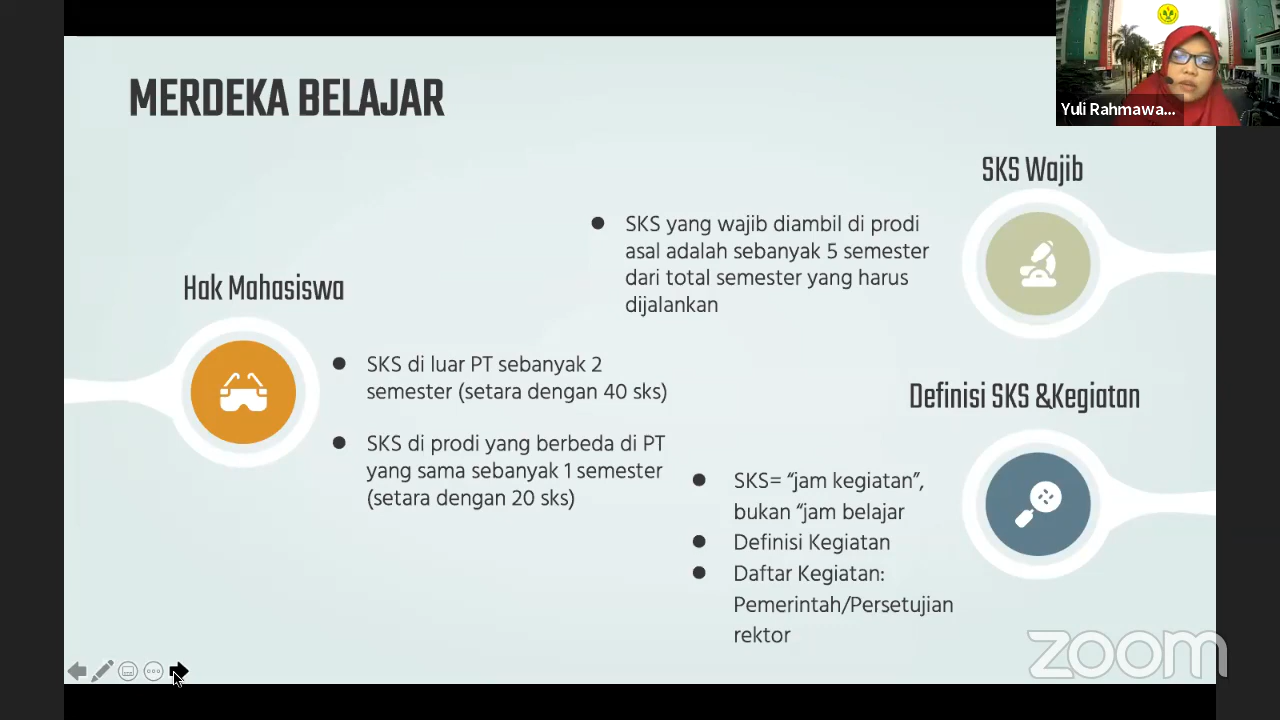 MERDEKA BELAJAR
Yuli Rahmawa...
SKS Wajib
SKS yang wajib diambil di prodi
asal adalah sebanyak 5 semester
dari total semester yang harus
dijalankan
Hak Mahasiswa
SKS di luar PT sebanyak 2
semester (setara dengan 40 sks)
SKS di prodi yang berbeda di PT
yang sama sebanyak 1 semester
(setara dengan 20 sks)
Definisi SKS &Kegiatan
SKS= “jam kegiatan”,
bukan “jam belajar
Definisi Kegiatan
Daftar Kegiatan:
Pemerintah/Persetujian
rektor
zoom